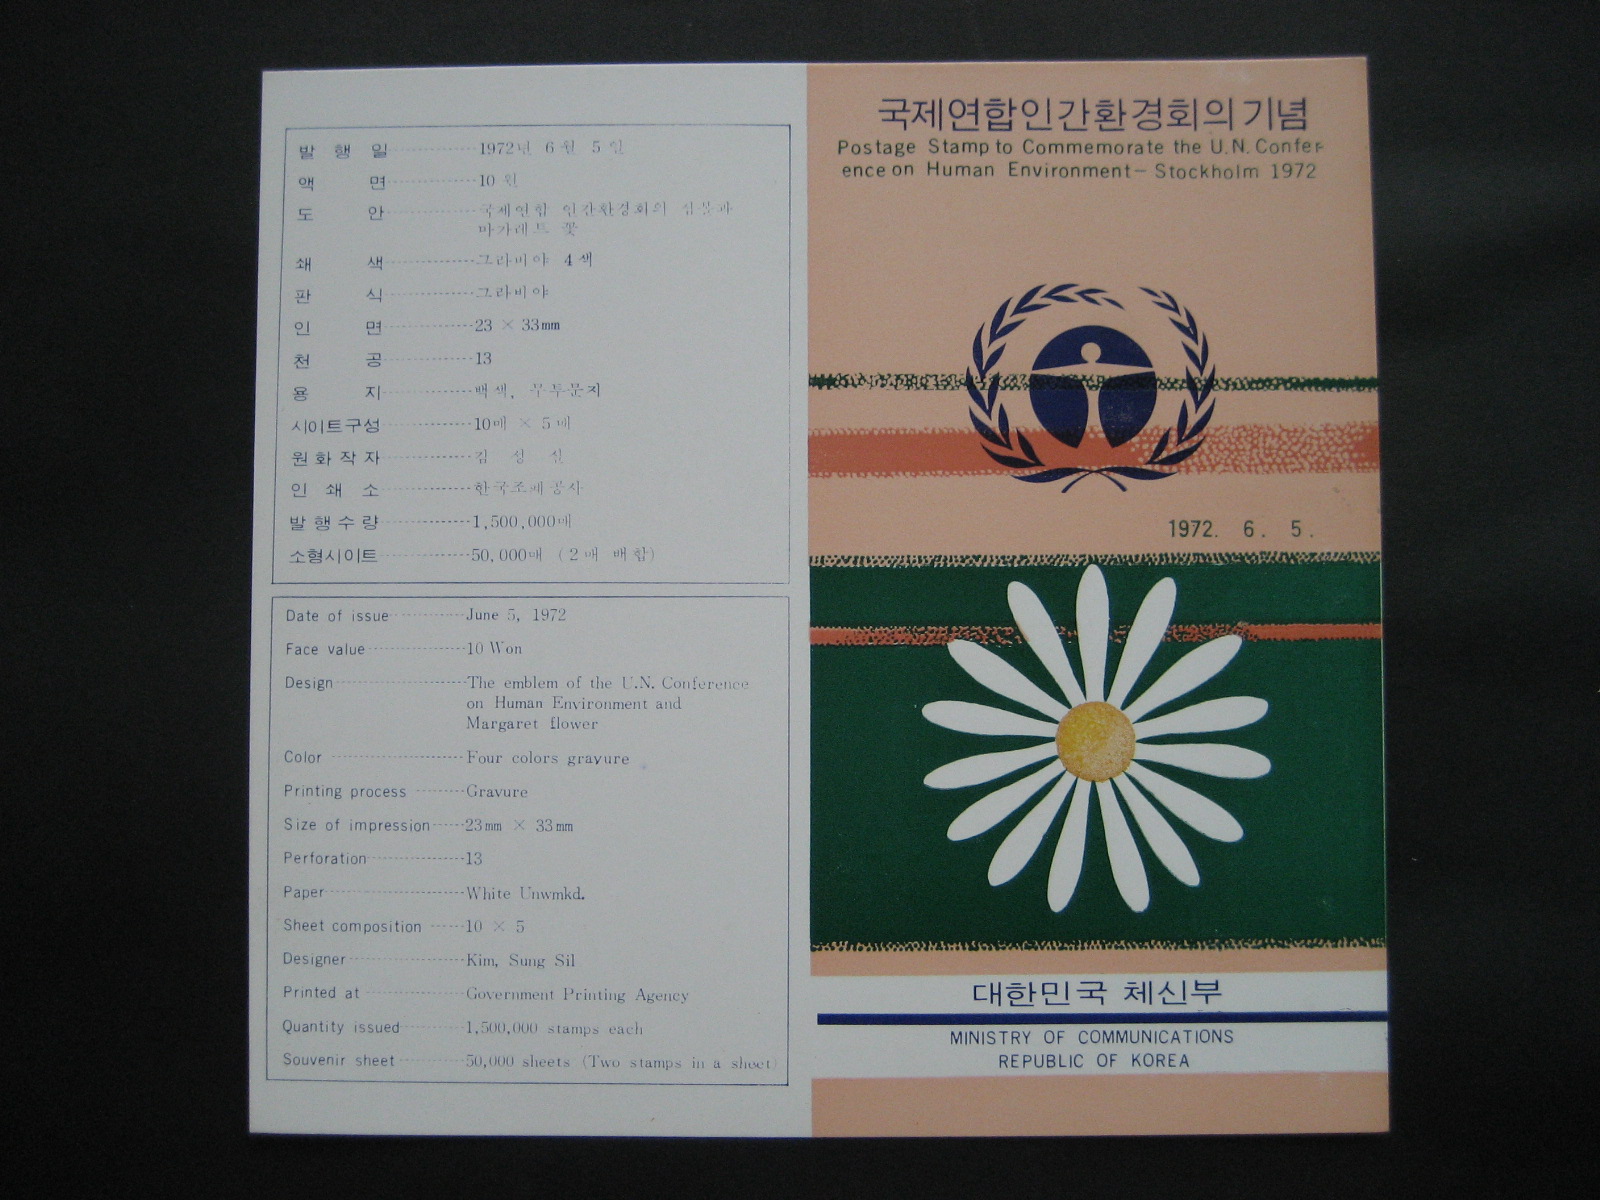 발 행 일 1972년 6 월 5 일
액 면 10 원
도 안 국제연합 인간환경회의 심볼과
마가레트 꽃
쇄 색 그라비아 4색
판 식 그라비야
인 면 23 × 33mm
천 공 13
용 지 백색, 무투문지
시이트구성 10매 × 5매
원 화 작 자 김 성 실
인 쇄 소 한국조폐공사
발 행 수 량 1,500,000매
소형시이트 50,000매 (2매 배합)
Date of issue June 5, 1972
Face value 10 Won
Design The emblem of the U.N. Conference
on Human Environment and
Margaret flower
Color Four colors gravure
Printing process Gravure
Size of impression 23mm × 33mm
Perforation 13
Paper White Unwmkd.
Sheet composition 10 × 5
Designer Kim, Sung Sil
Printed at Government Printing Agency
Quantity issued 1,500,000 stamps each
Souvenir sheet 50,000 sheets (Two stamps in a sheet)
국제연합인간환경회의 기념
Postage Stamp to Commemorate the U.N. Confer-
ence on Human Environment— Stockholm 1972
1972. 6. 5.
대한민국 체신부
MINISTRY OF COMMUNICATIONS
REPUBLIC OF KOREA